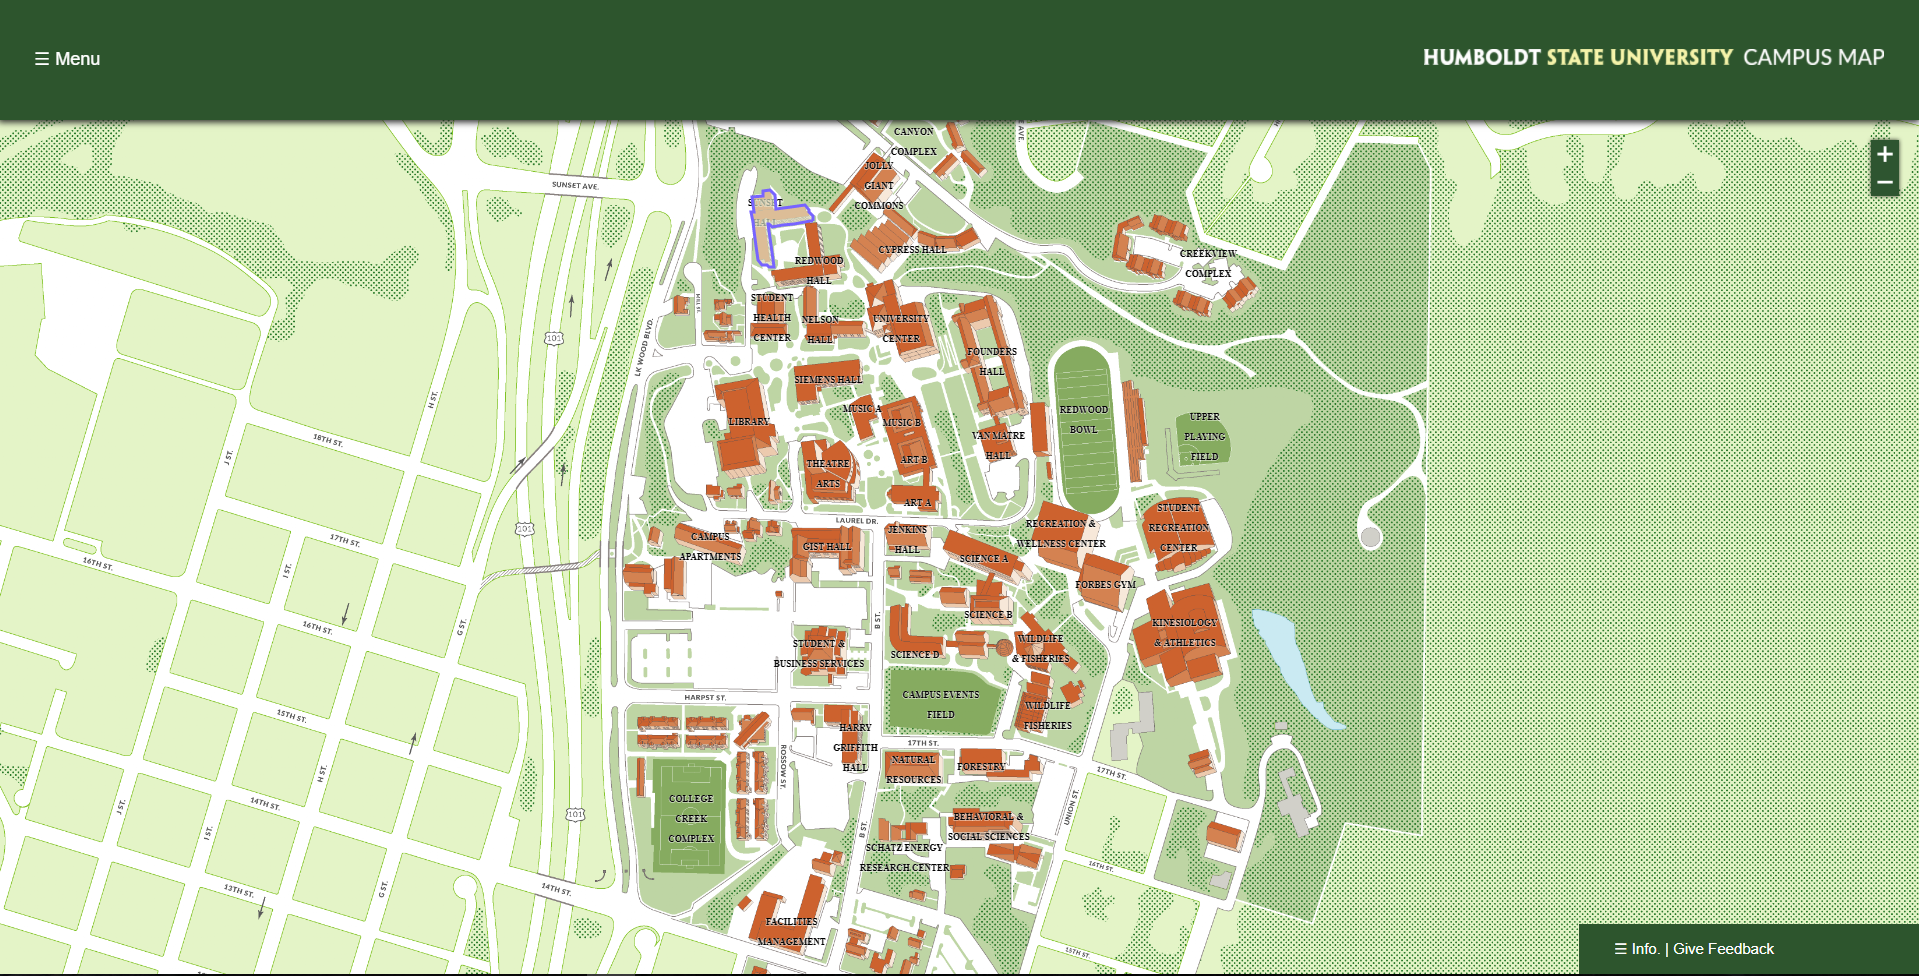 ☰ Menu
HUMBOLDT STATE UNIVERSITY CAMPUS MAP
+
−
CANYON
COMPLEX
AVE.
JOLLY
GIANT
COMMONS
SUNSET AVE.
SUNSET
HALL
CYPRESS HALL
CREEKVIEW
COMPLEX
REDWOOD
HALL
STUDENT
HEALTH
CENTER
NELSON
HALL
UNIVERSITY
CENTER
101
LK WOOD BLVD.
FOUNDERS
HALL
SIEMENS HALL
H ST.
MUSIC A
MUSIC B
LIBRARY
REDWOOD
BOWL
UPPER
PLAYING
FIELD
VAN MATRE
HALL
18TH ST.
J ST.
THEATRE
ARTS
ART B
ART A
LAUREL DR.
STUDENT
RECREATION
CENTER
RECREATION &
WELLNESS CENTER
JENKINS
HALL
101
17TH ST.
CAMPUS
APARTMENTS
GIST HALL
SCIENCE A
16TH ST.
I ST.
FORBES GYM
SCIENCE B
B ST.
G ST.
16TH ST.
KINESIOLOGY
& ATHLETICS
STUDENT &
BUSINESS SERVICES
SCIENCE D
WILDLIFE
& FISHERIES
HARPST ST.
CAMPUS EVENTS
FIELD
WILDLIFE
FISHERIES
15TH ST.
HARRY
GRIFFITH
HALL
17TH ST.
ROSSOW ST.
NATURAL
RESOURCES
FORESTRY
17TH ST.
H ST.
COLLEGE
CREEK
COMPLEX
14TH ST.
J ST.
I ST.
101
B ST.
UNION ST.
BEHAVIORAL &
SOCIAL SCIENCES
SCHATZ ENERGY
RESEARCH CENTER
16TH ST.
13TH ST.
G ST.
14TH ST.
FACILITIES
MANAGEMENT
15TH ST.
☰ Info. | Give Feedback